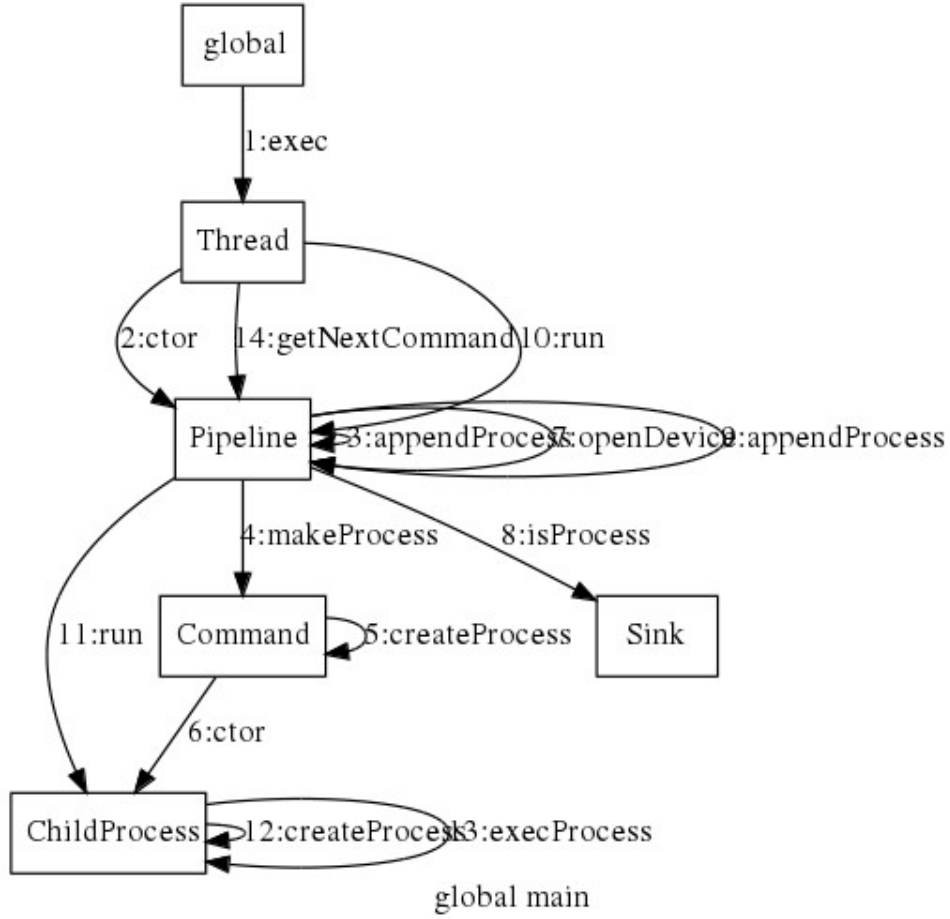 global
1:exec
Thread
2:ctor
14:getNextCommand
10:run
Pipeline
3:appendProcess
7:openDevice
9:appendProcess
4:makeProcess
8:isProcess
11:run
Command
5:createProcess
Sink
6:ctor
ChildProcess
12:createProcess
13:execProcess
global main